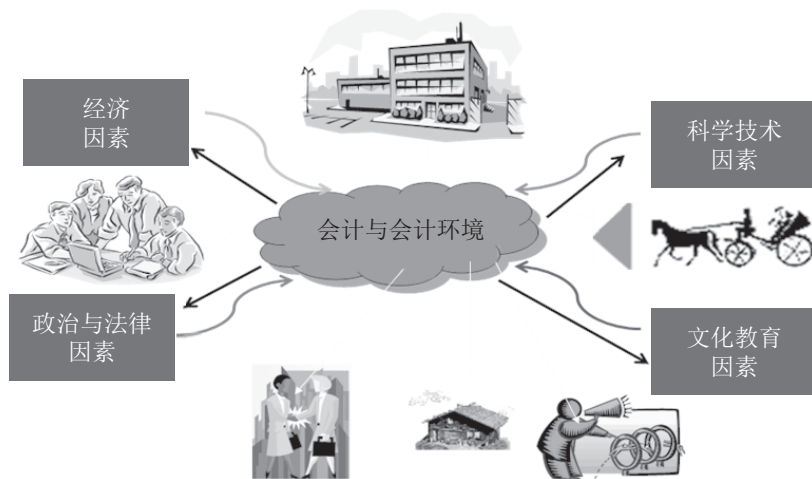 经济
因素
科学技术
因素
会计与会计环境
政治与法律
因素
文化教育
因素